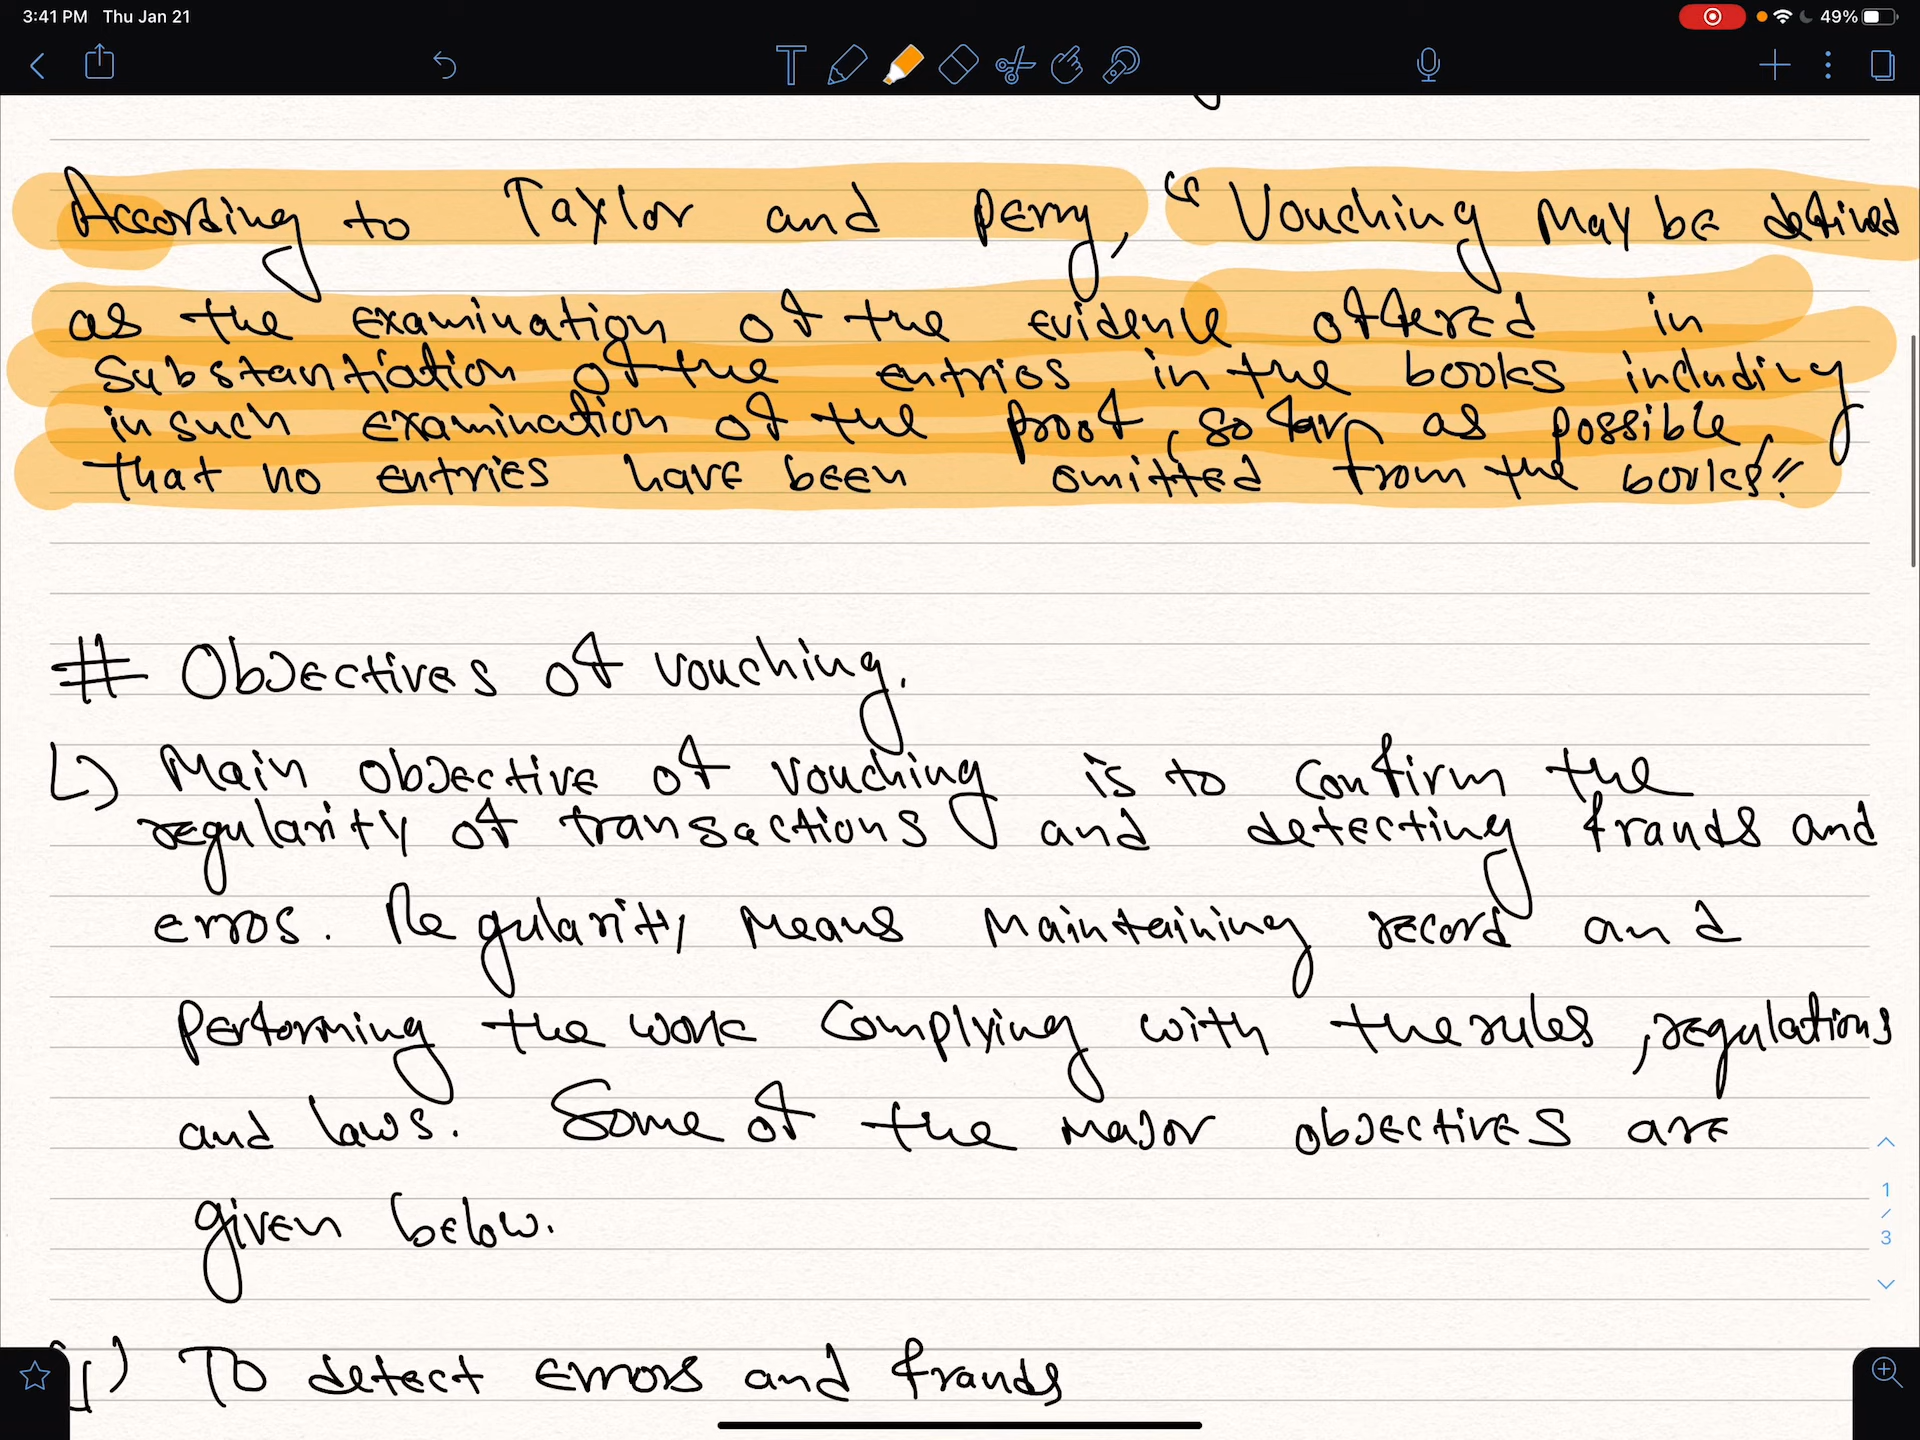 3:41 PM Thu Jan 21
49%
According to Taylor and Perry, "Vouching may be defined
as the examination of the evidence offered in
substantiation of the entries in the books including
in such examination of the proof, so far as possible,
that no entries have been omitted from the books."
# Objectives of vouching.
Main objective of vouching is to confirm the
regularity of transactions and detecting frauds and
erros. Regularity means maintaining record and
performing the work complying with the rules, regulations
and laws. Some of the major objectives are
given below.
1
/
3
To detect errors and frauds